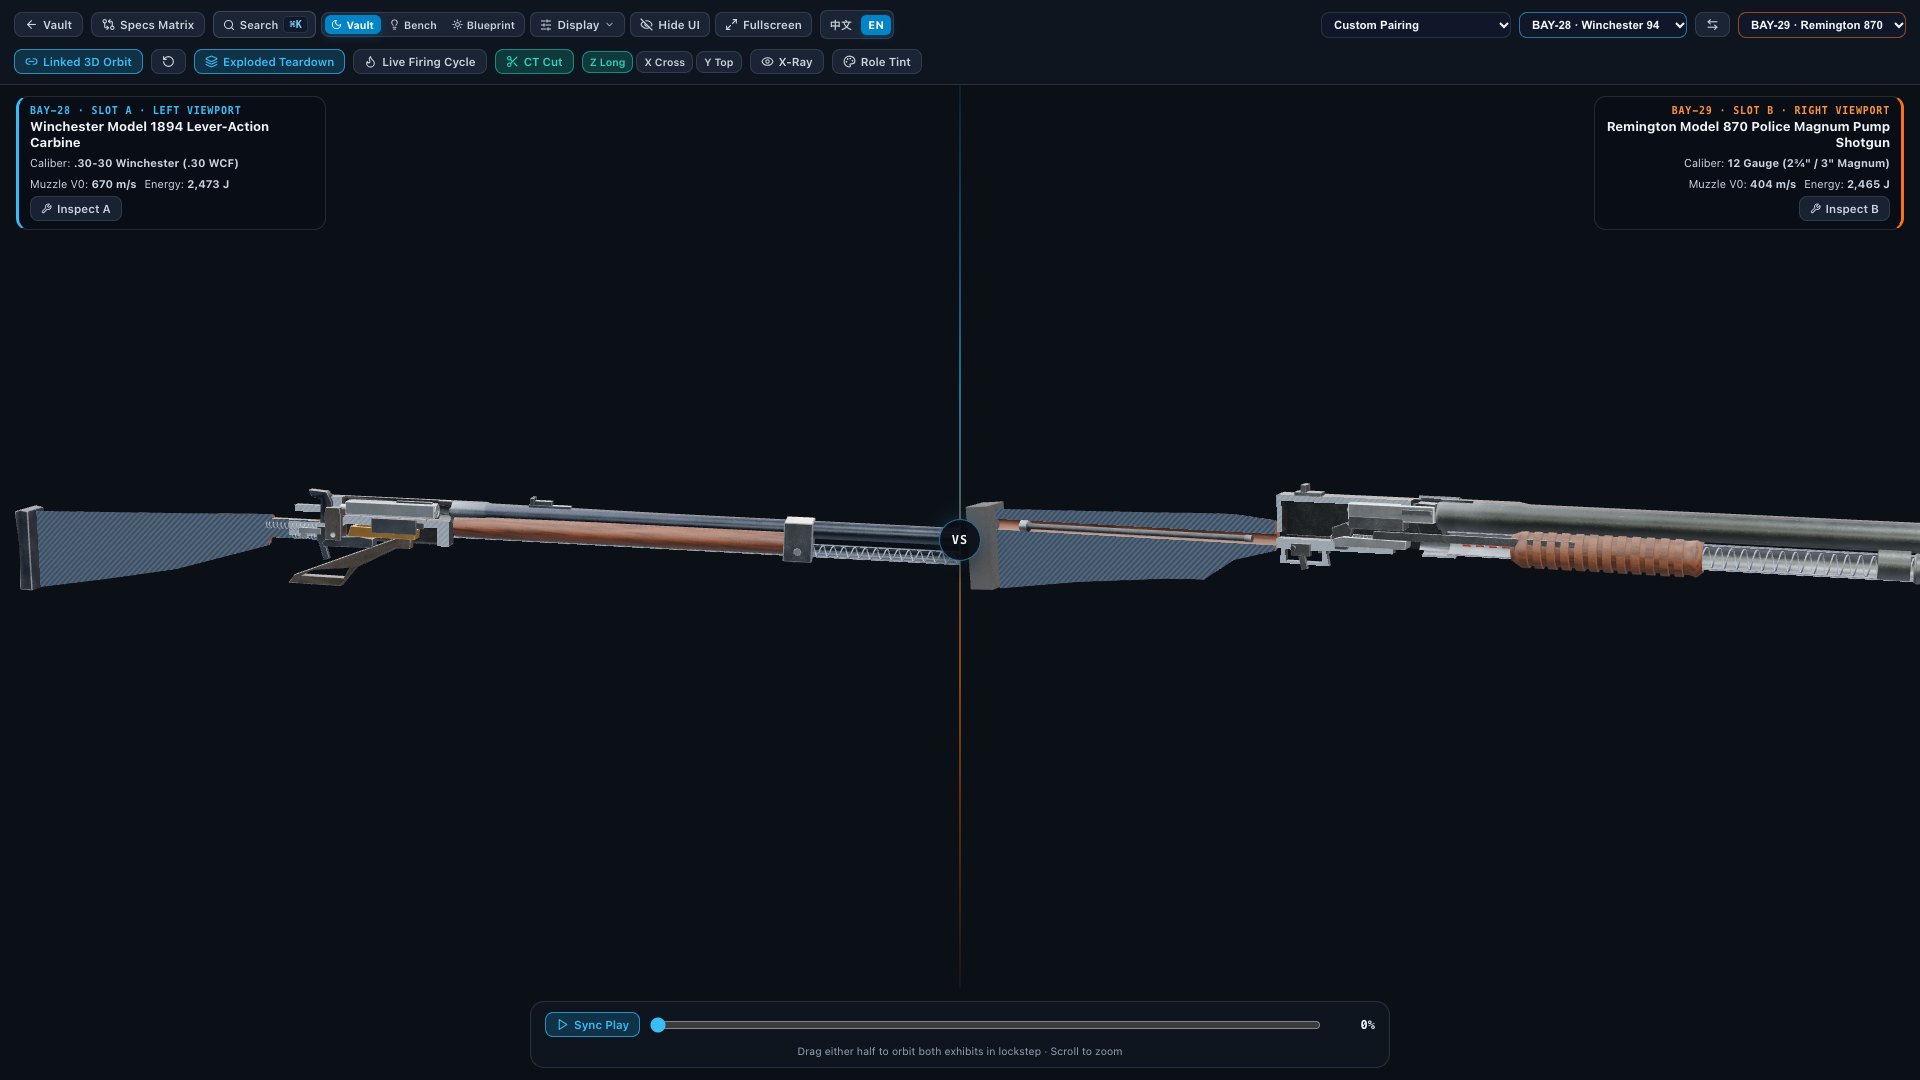 Vault
Specs Matrix
Search ⌘K
Vault
Bench
Blueprint
Display
Hide UI
Fullscreen
中文
EN
Custom Pairing
BAY-28 · Winchester 94
BAY-29 · Remington 870
Linked 3D Orbit
Exploded Teardown
Live Firing Cycle
CT Cut
Z Long
X Cross
Y Top
X-Ray
Role Tint
BAY-28 · SLOT A · LEFT VIEWPORT
Winchester Model 1894 Lever-Action
Carbine
Caliber: .30-30 Winchester (.30 WCF)
Muzzle V0: 670 m/s Energy: 2,473 J
Inspect A
BAY-29 · SLOT B · RIGHT VIEWPORT
Remington Model 870 Police Magnum Pump
Shotgun
Caliber: 12 Gauge (2¾" / 3" Magnum)
Muzzle V0: 404 m/s Energy: 2,465 J
Inspect B
VS
Sync Play
0%
Drag either half to orbit both exhibits in lockstep · Scroll to zoom